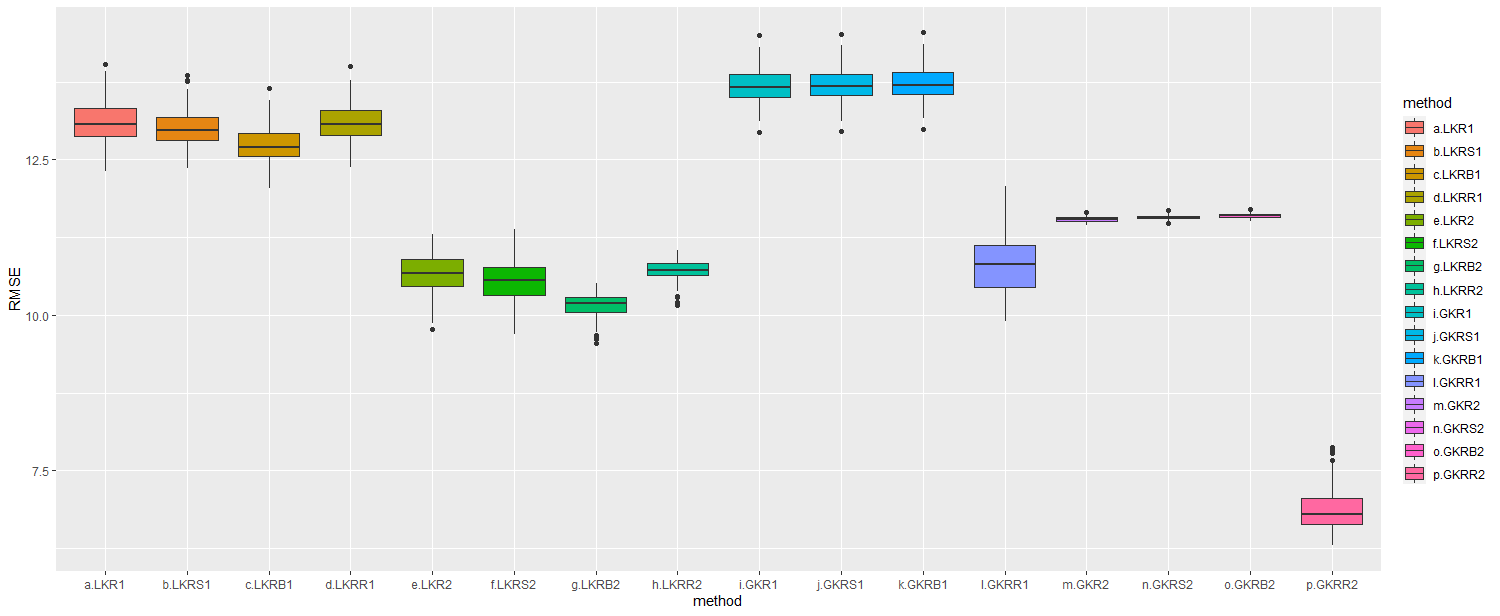 RMSE
12.5
10.0
7.5
a.LKR1 b.LKRS1 c.LKRB1 d.LKRR1 e.LKR2 f.LKRS2 g.LKRB2 h.LKRR2 i.GKR1 j.GKRS1 k.GKRB1 l.GKRR1 m.GKR2 n.GKRS2 o.GKRB2 p.GKRR2
method
method
a.LKR1
b.LKRS1
c.LKRB1
d.LKRR1
e.LKR2
f.LKRS2
g.LKRB2
h.LKRR2
i.GKR1
j.GKRS1
k.GKRB1
l.GKRR1
m.GKR2
n.GKRS2
o.GKRB2
p.GKRR2